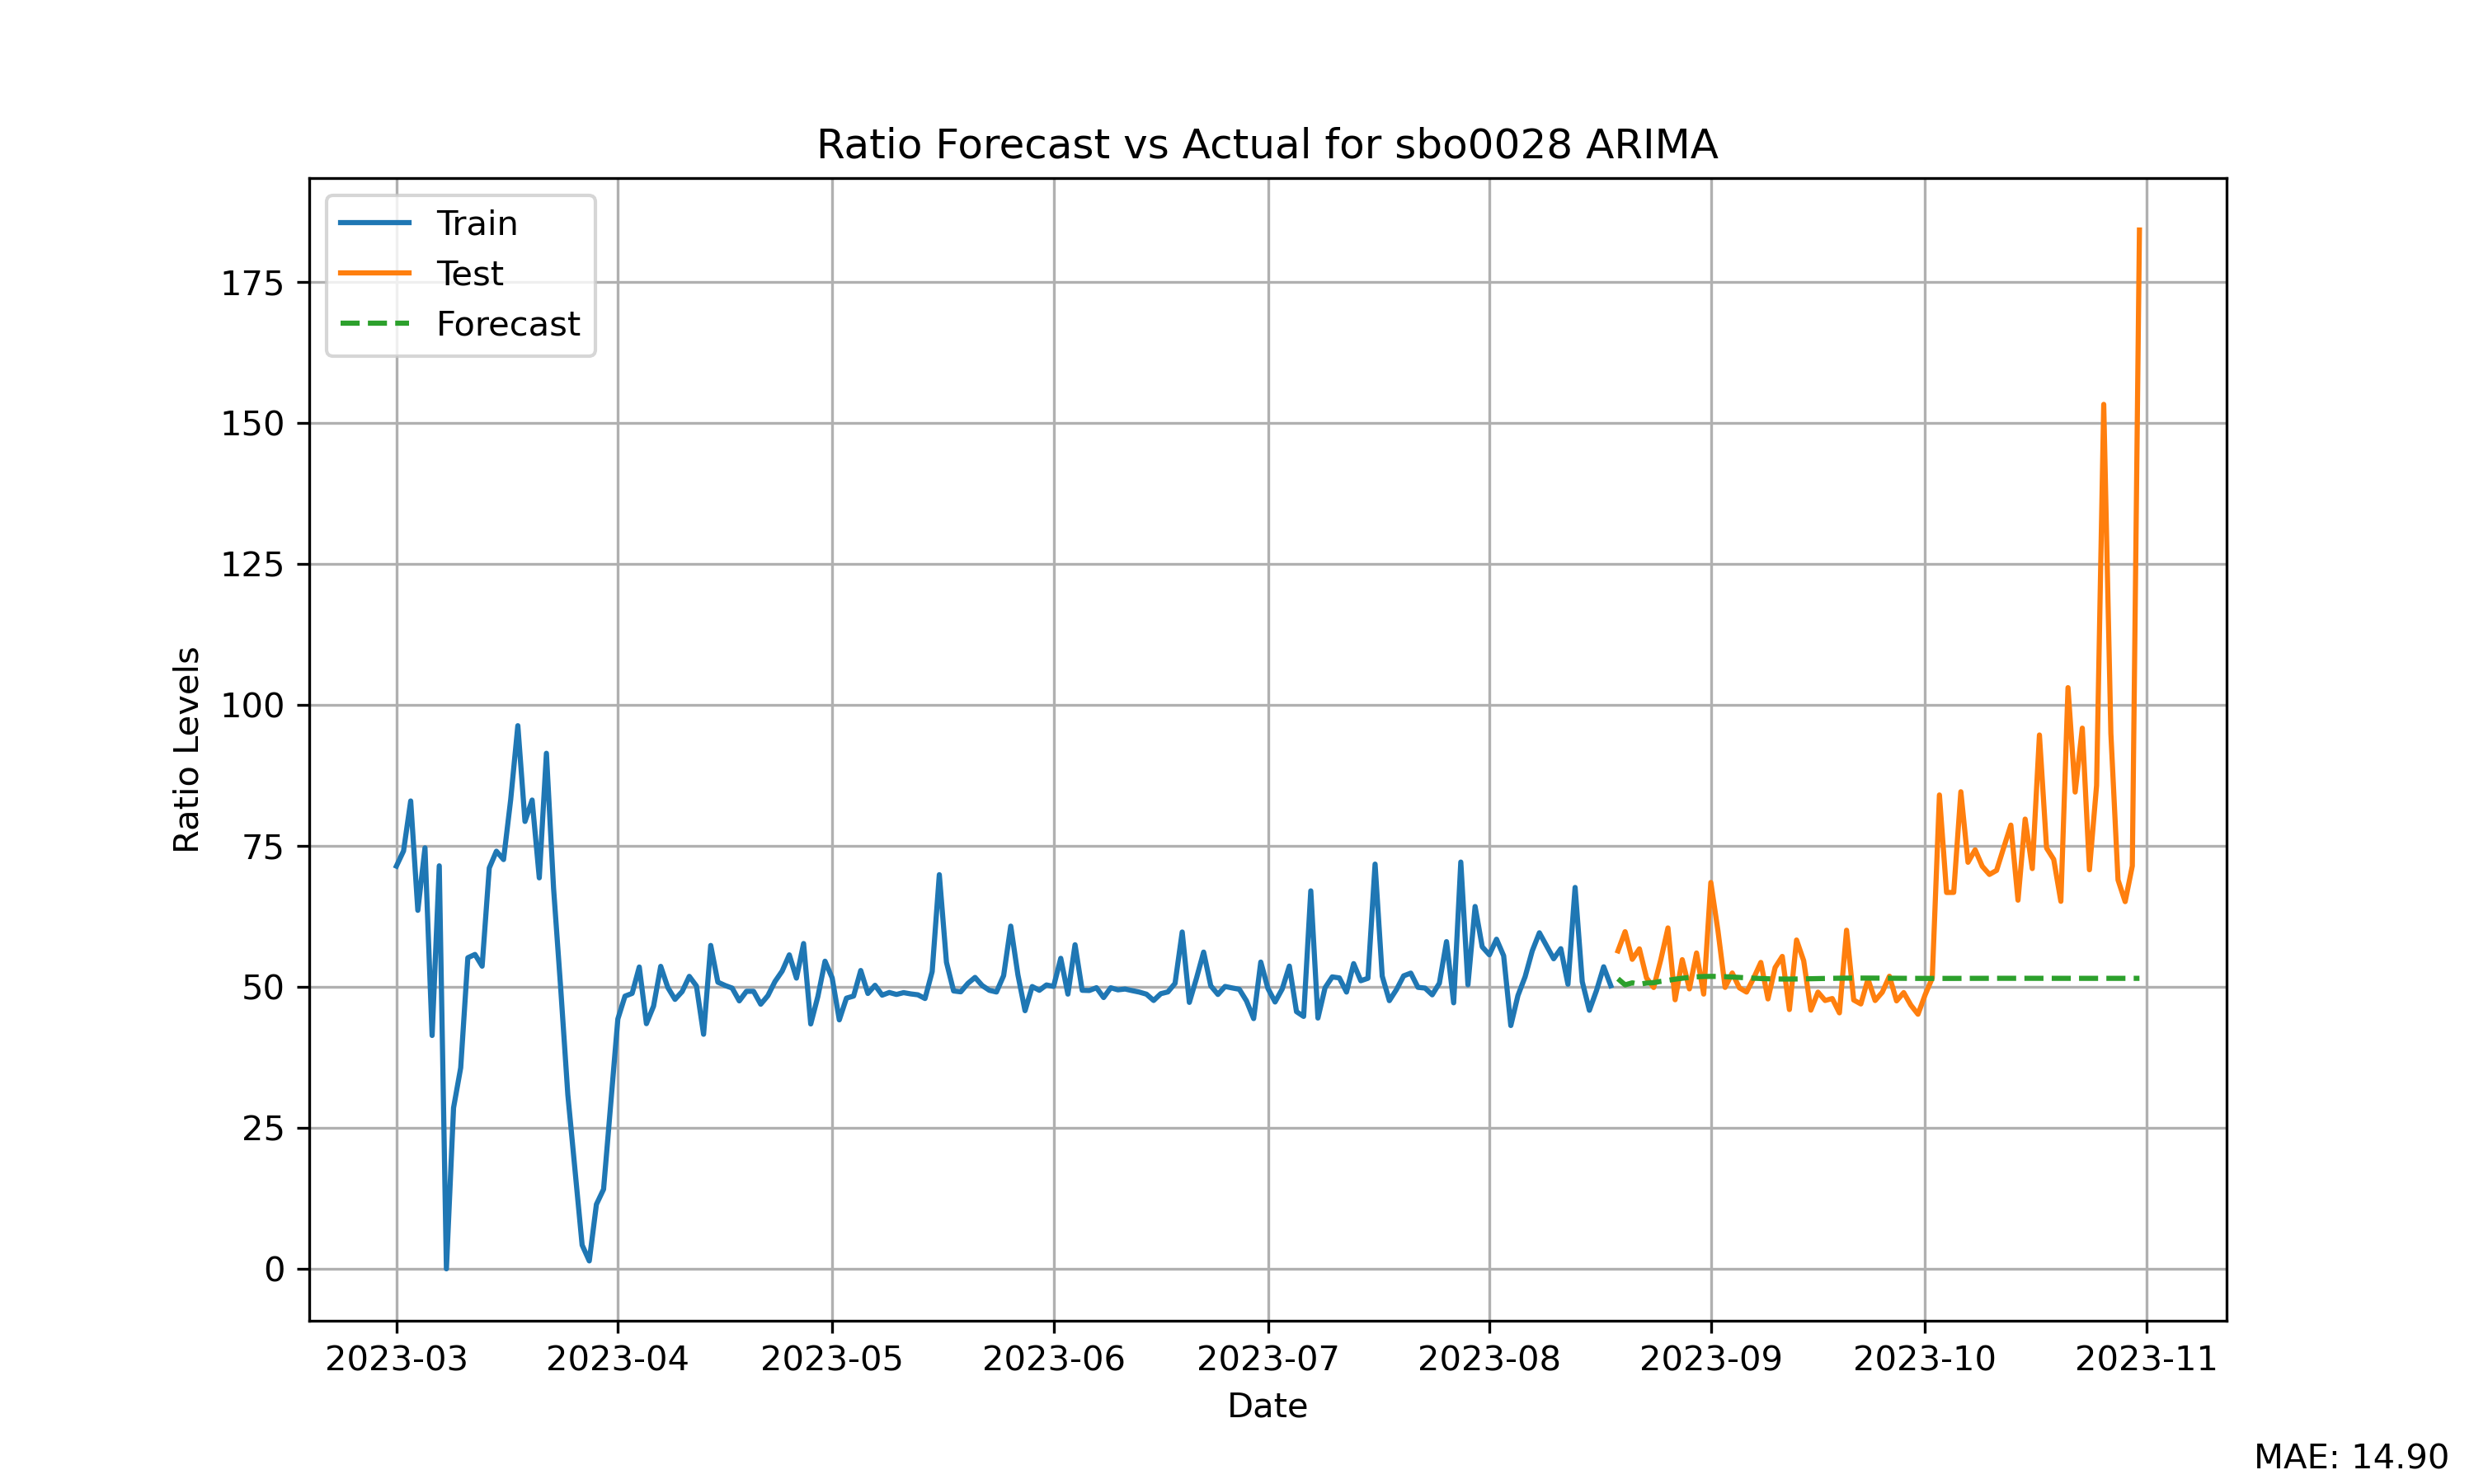 Ratio Forecast vs Actual for sbo0028 ARIMA
Train
Test
Forecast
175
150
125
100
75
50
25
0
Ratio Levels
2023-03 2023-04 2023-05 2023-06 2023-07 2023-08 2023-09 2023-10 2023-11
Date
MAE: 14.90